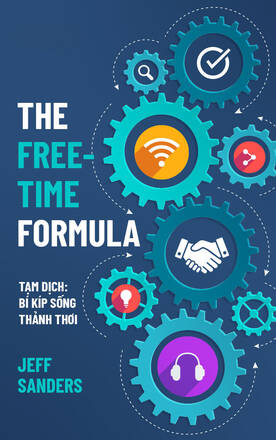 THE
FREE-
TIME
FORMULA
TẠM DỊCH:
BÍ KÍP SỐNG
THẢNH THƠI
JEFF
SANDERS